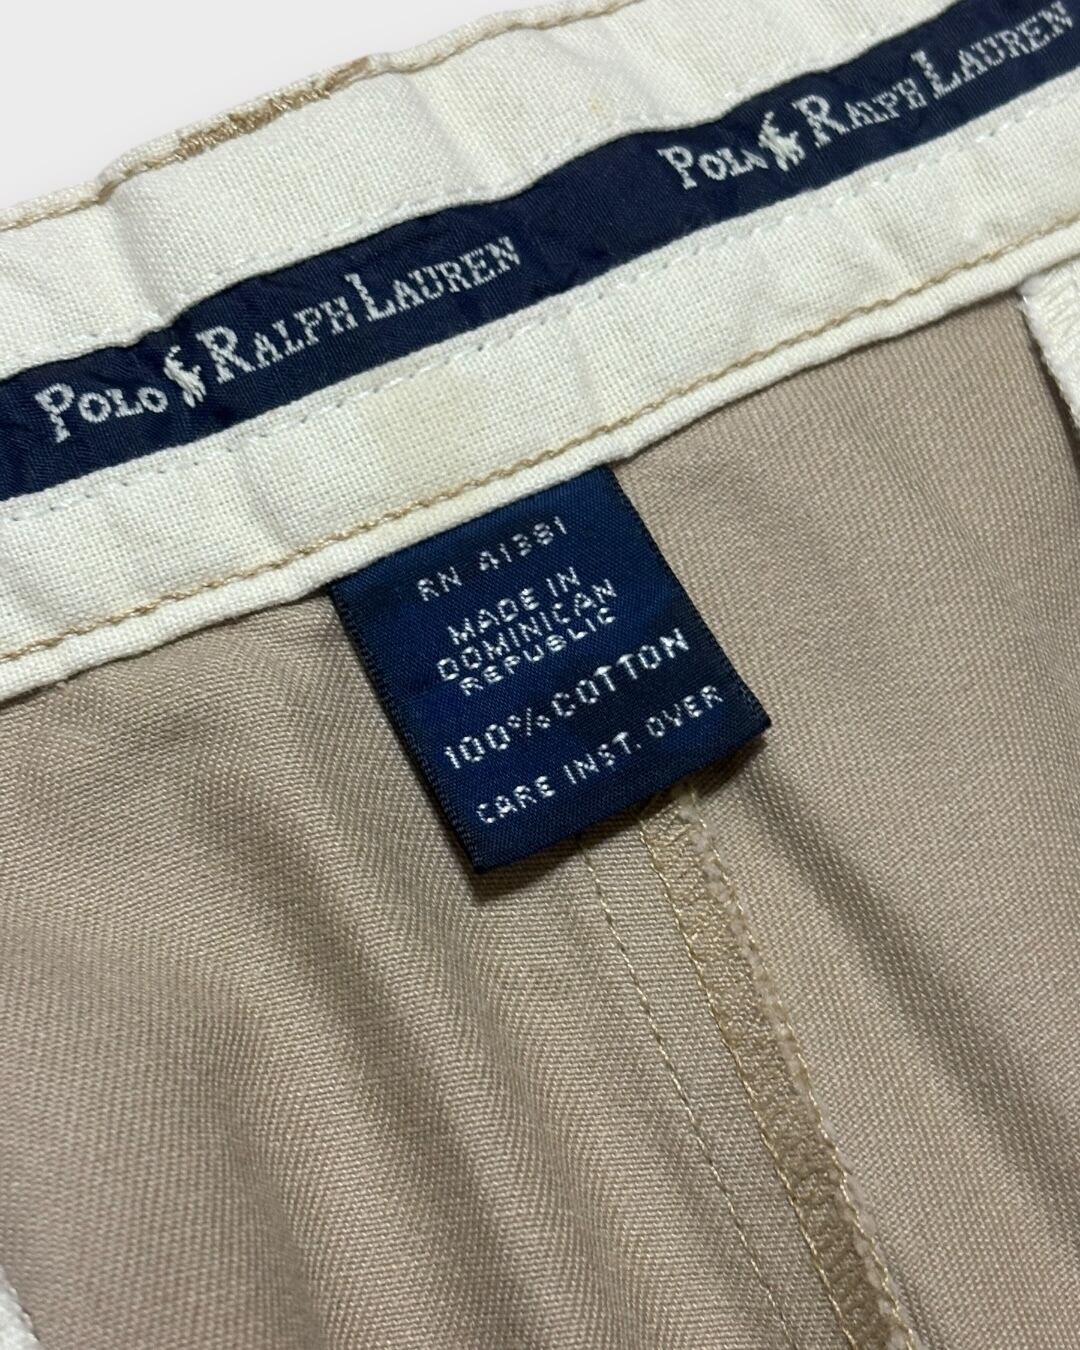 POLO RALPH LAUREN
POLO RALPH LAUREN
RN 41381
MADE IN
DOMINICAN
REPUBLIC
100% COTTON
CARE INST. OVER